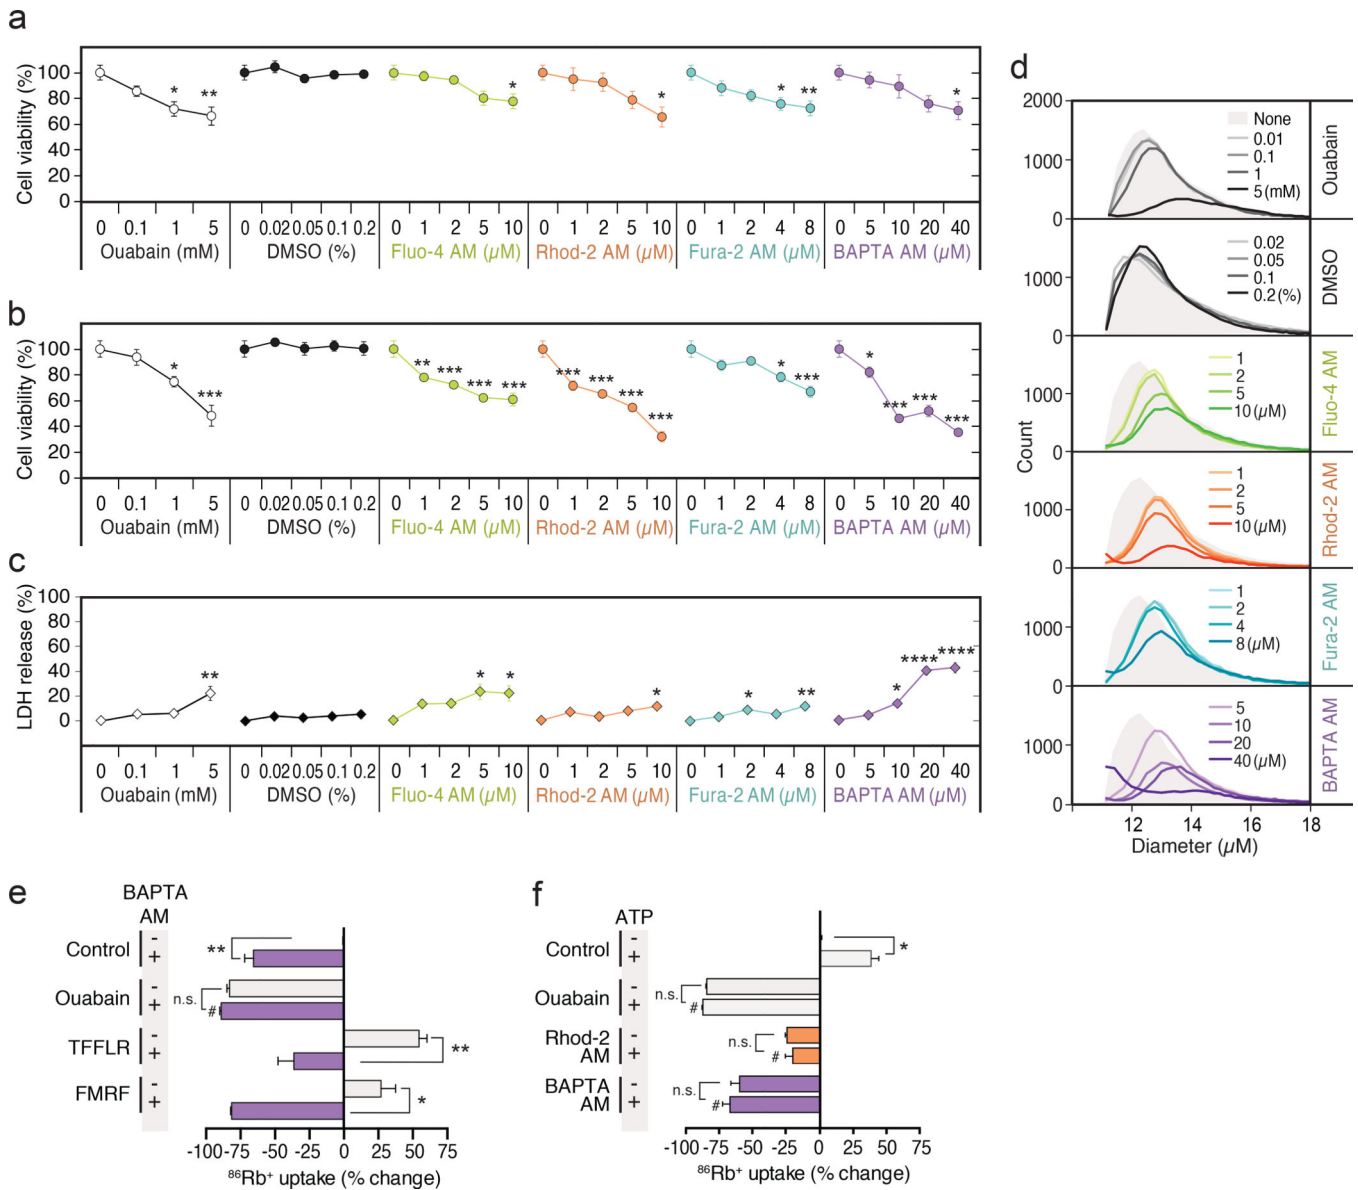 a
Cell viability (%)
100
80
60
40
20
0
* ** * * * ** *
0 0.1 1 5 0 0.02 0.05 0.1 0.2 0 1 2 5 10 0 1 2 5 10 0 1 2 4 8 0 5 10 20 40
Ouabain (mM) DMSO (%) Fluo-4 AM (µM) Rhod-2 AM (µM) Fura-2 AM (µM) BAPTA AM (µM)
b
Cell viability (%)
100
80
60
40
20
0
* *** ** *** *** *** *** *** *** *** * *** * *** *** ***
0 0.1 1 5 0 0.02 0.05 0.1 0.2 0 1 2 5 10 0 1 2 5 10 0 1 2 4 8 0 5 10 20 40
Ouabain (mM) DMSO (%) Fluo-4 AM (µM) Rhod-2 AM (µM) Fura-2 AM (µM) BAPTA AM (µM)
c
LDH release (%)
100
80
60
40
20
0
** * * * * ** * **** ****
0 0.1 1 5 0 0.02 0.05 0.1 0.2 0 1 2 5 10 0 1 2 5 10 0 1 2 4 8 0 5 10 20 40
Ouabain (mM) DMSO (%) Fluo-4 AM (µM) Rhod-2 AM (µM) Fura-2 AM (µM) BAPTA AM (µM)
d
Count
2000
1000
0
None
0.01
0.1
1
5 (mM)
Ouabain
1000
0
0.02
0.05
0.1
0.2 (%)
DMSO
1000
0
1
2
5
10 (µM)
Fluo-4 AM
1000
0
1
2
5
10 (µM)
Rhod-2 AM
1000
0
1
2
4
8 (µM)
Fura-2 AM
1000
0
5
10
20
40 (µM)
BAPTA AM
12 14 16 18
Diameter (µM)
e
BAPTA
AM
Control - + **
Ouabain - + n.s. #
TFFLR - + **
FMRF - + *
-100 -75 -50 -25 0 25 50 75
⁸⁶Rb⁺ uptake (% change)
f
ATP
Control - + *
Ouabain - + n.s. #
Rhod-2
AM - + n.s. #
BAPTA
AM - + n.s. #
-100 -75 -50 -25 0 25 50 75
⁸⁶Rb⁺ uptake (% change)